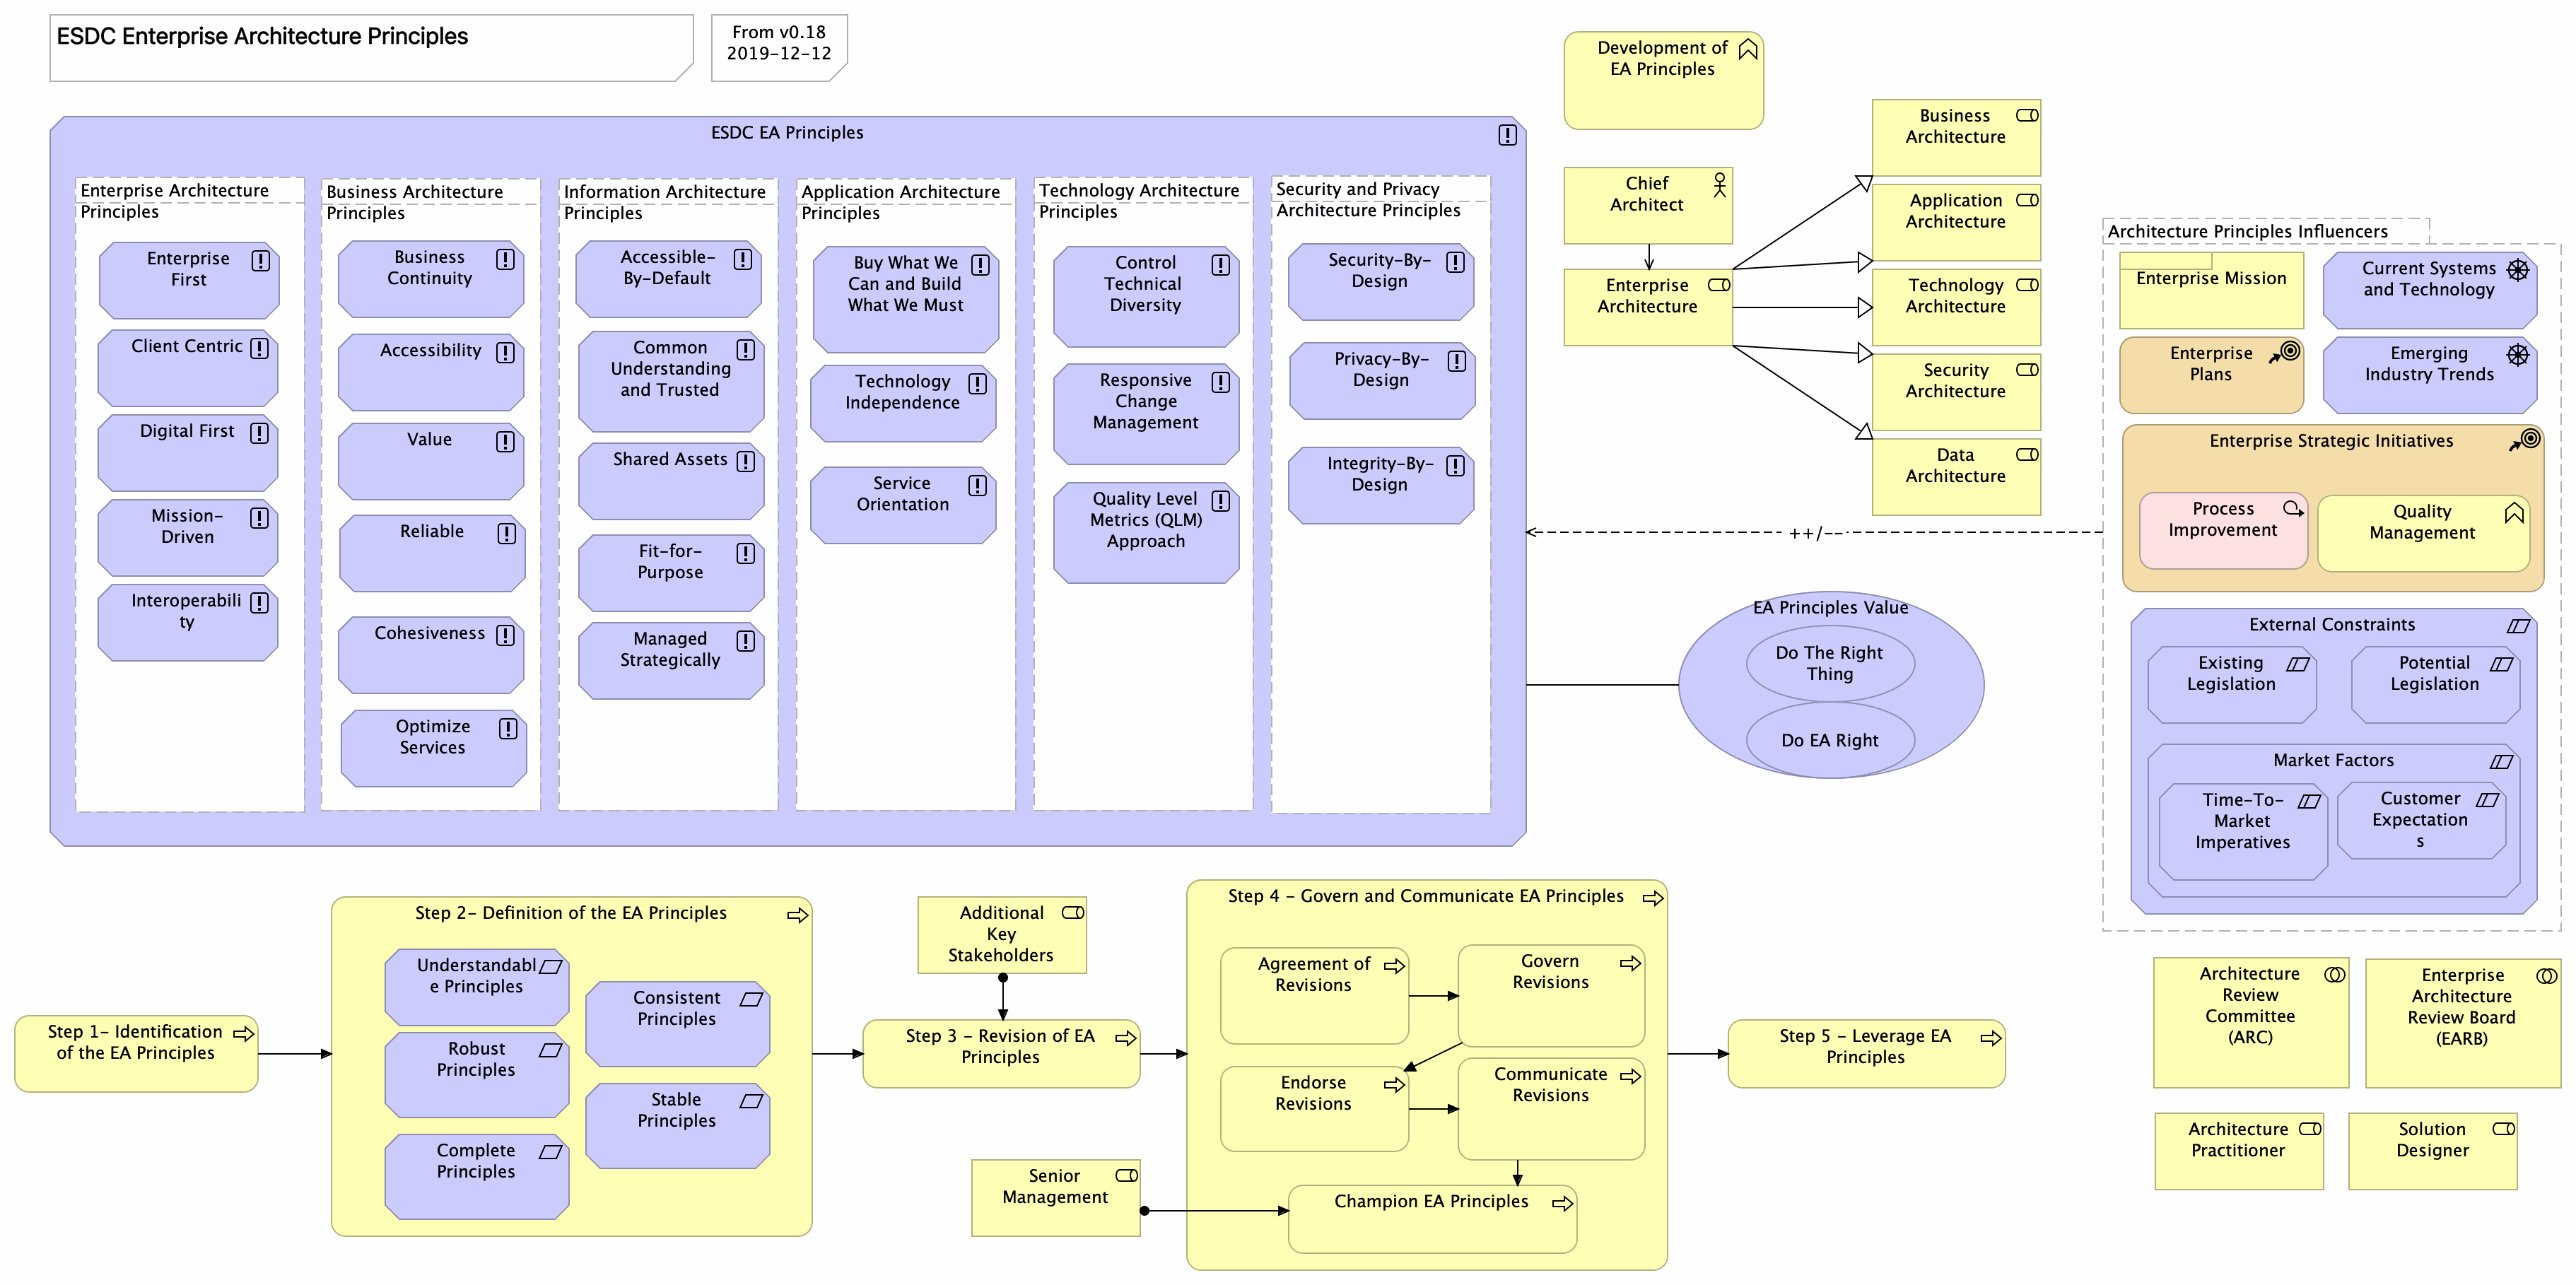 ESDC Enterprise Architecture Principles
From v0.18
2019-12-12
ESDC EA Principles
Enterprise Architecture
Principles
Enterprise
First
Client Centric
Digital First
Mission-
Driven
Interoperabili
ty
Business Architecture
Principles
Business
Continuity
Accessibility
Value
Reliable
Cohesiveness
Optimize
Services
Information Architecture
Principles
Accessible-
By-Default
Common
Understanding
and Trusted
Shared Assets
Fit-for-
Purpose
Managed
Strategically
Application Architecture
Principles
Buy What We
Can and Build
What We Must
Technology
Independence
Service
Orientation
Technology Architecture
Principles
Control
Technical
Diversity
Responsive
Change
Management
Quality Level
Metrics (QLM)
Approach
Security and Privacy
Architecture Principles
Security-By-
Design
Privacy-By-
Design
Integrity-By-
Design
Development of
EA Principles
Chief
Architect
Enterprise
Architecture
Business
Architecture
Application
Architecture
Technology
Architecture
Security
Architecture
Data
Architecture
++/--
EA Principles Value
Do The Right
Thing
Do EA Right
Architecture Principles Influencers
Enterprise Mission
Current Systems
and Technology
Enterprise
Plans
Emerging
Industry Trends
Enterprise Strategic Initiatives
Process
Improvement
Quality
Management
External Constraints
Existing
Legislation
Potential
Legislation
Market Factors
Time-To-
Market
Imperatives
Customer
Expectation
s
Step 1- Identification
of the EA Principles
Step 2- Definition of the EA Principles
Understandabl
e Principles
Robust
Principles
Complete
Principles
Consistent
Principles
Stable
Principles
Additional
Key
Stakeholders
Step 3 - Revision of EA
Principles
Senior
Management
Step 4 - Govern and Communicate EA Principles
Agreement of
Revisions
Govern
Revisions
Endorse
Revisions
Communicate
Revisions
Champion EA Principles
Step 5 - Leverage EA
Principles
Architecture
Review
Committee
(ARC)
Enterprise
Architecture
Review Board
(EARB)
Architecture
Practitioner
Solution
Designer